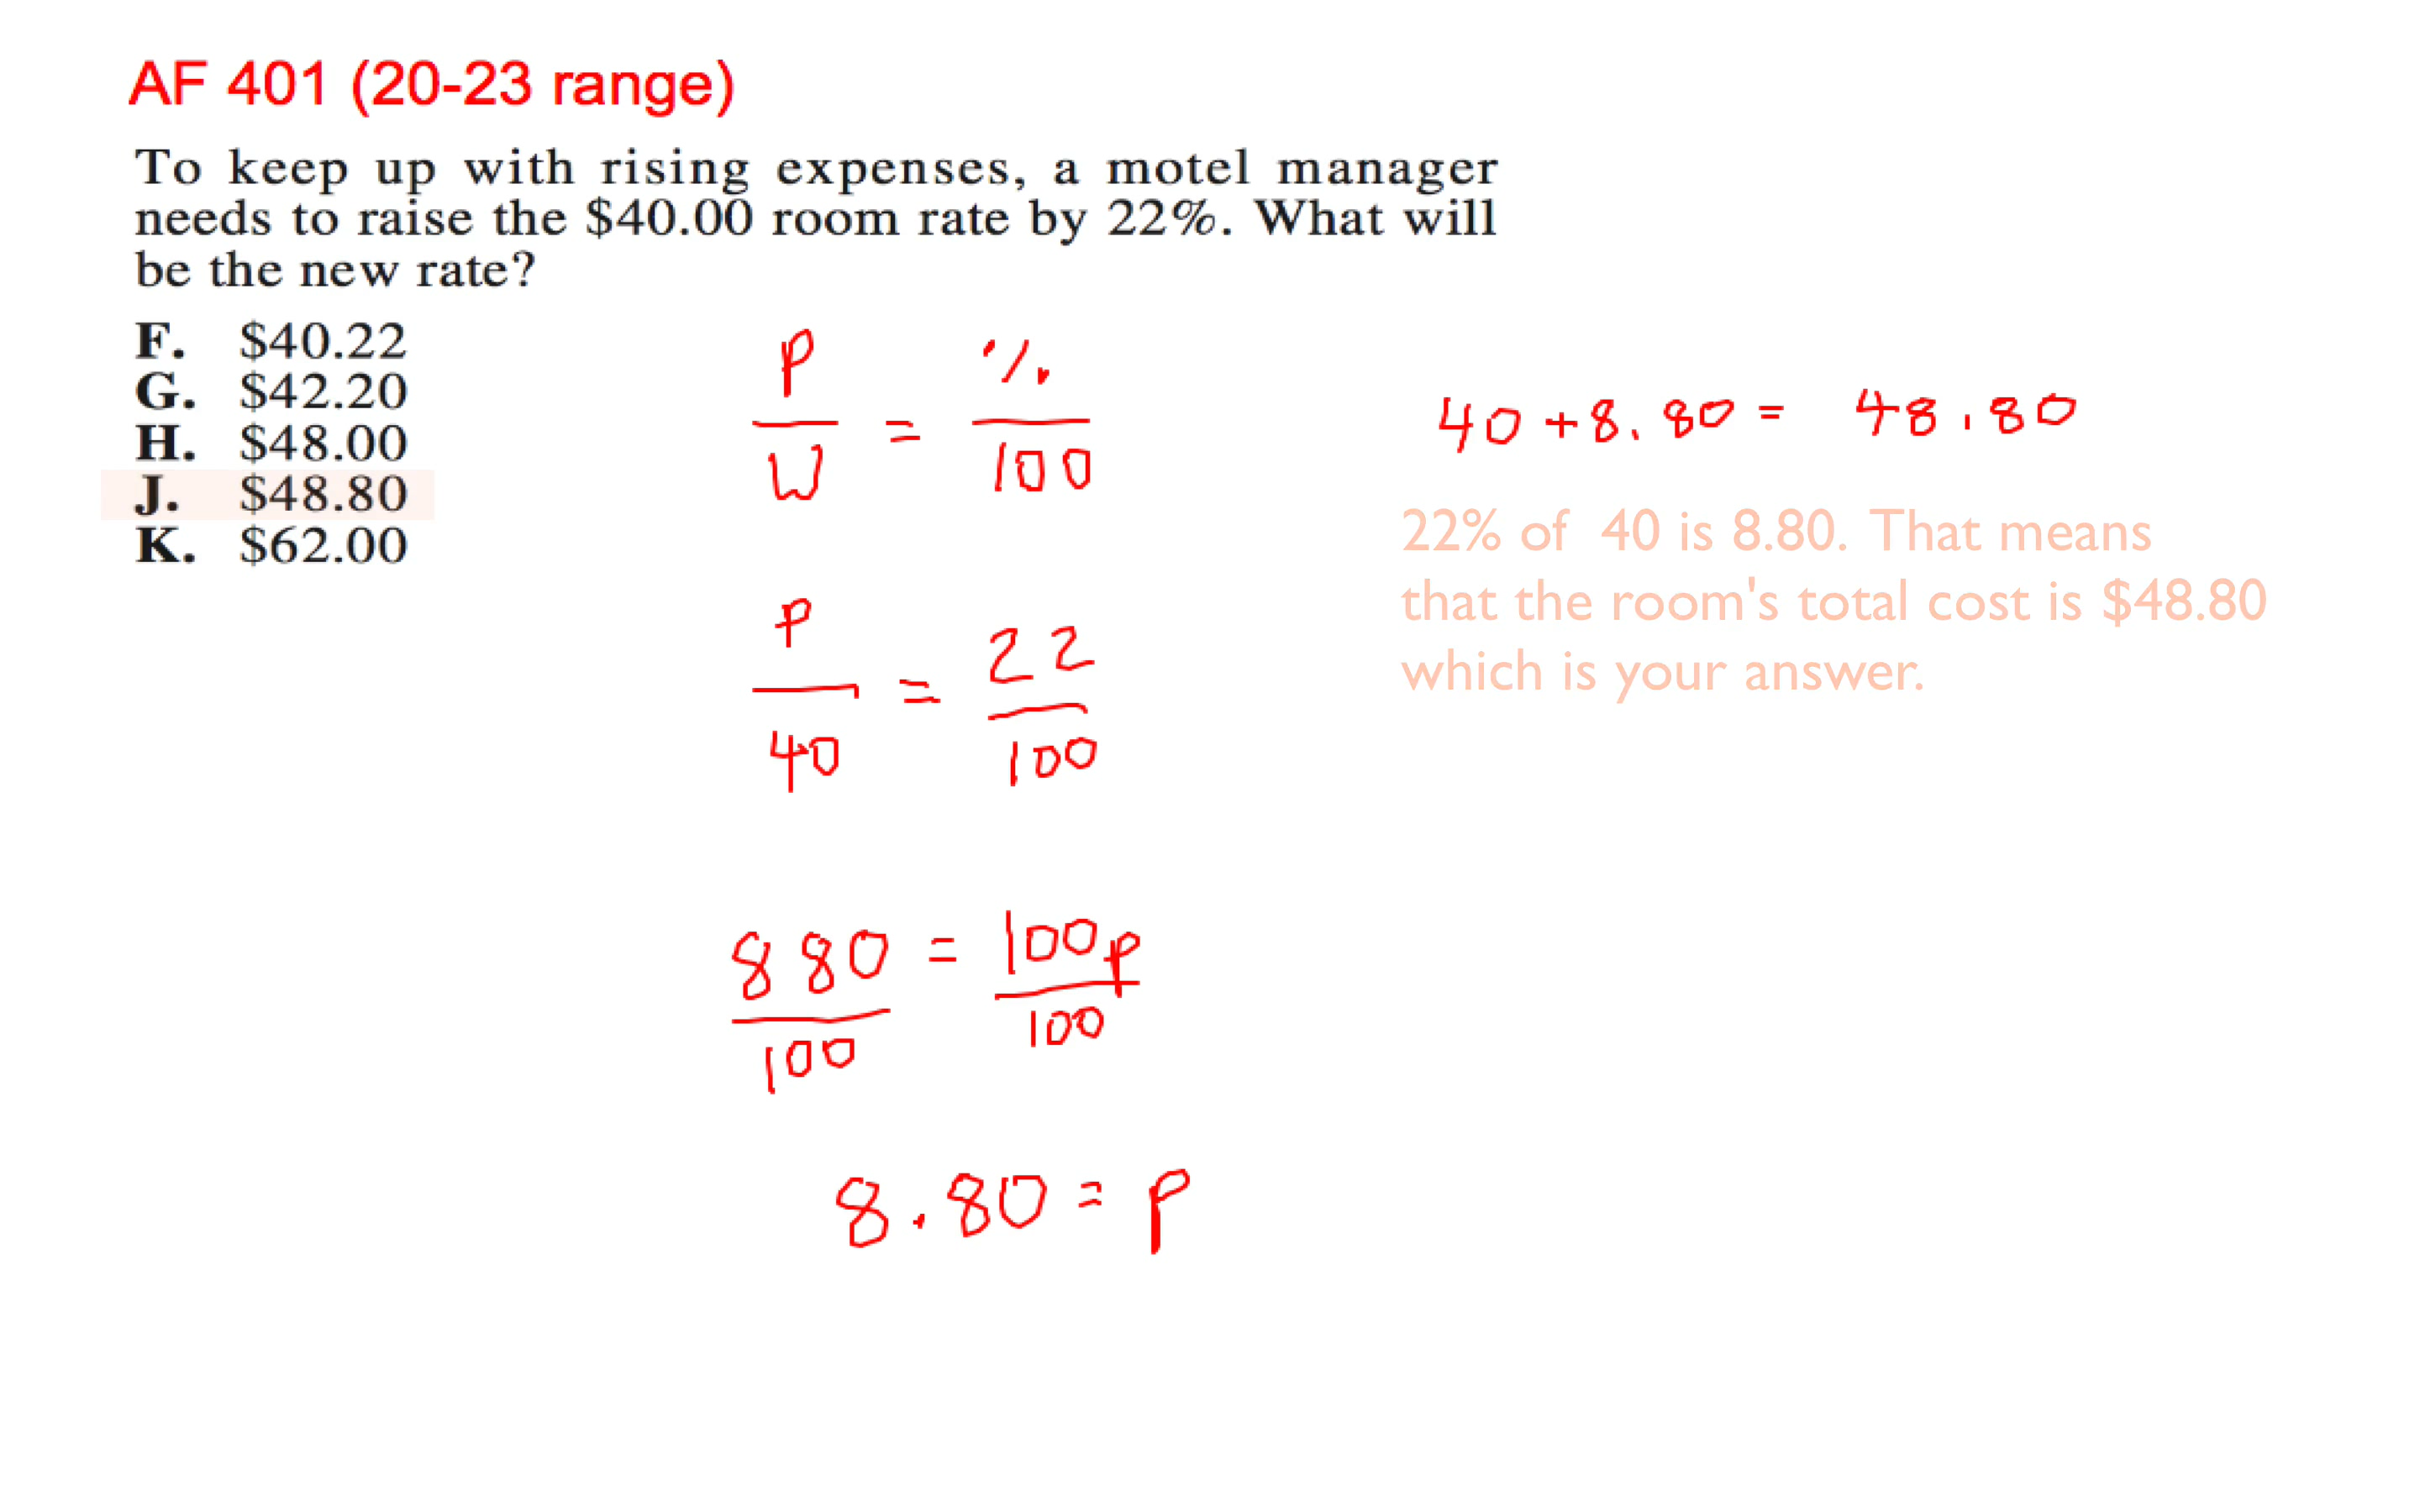 AF 401 (20-23 range)
To keep up with rising expenses, a motel manager
needs to raise the $40.00 room rate by 22%. What will
be the new rate?
F. $40.22
G. $42.20
H. $48.00
J. $48.80
K. $62.00
P/W = %/100
P/40 = 22/100
880/100 = 100p/100
8.80 = P
40 + 8.80 = 48.80
22% of 40 is 8.80. That means
that the room's total cost is $48.80
which is your answer.